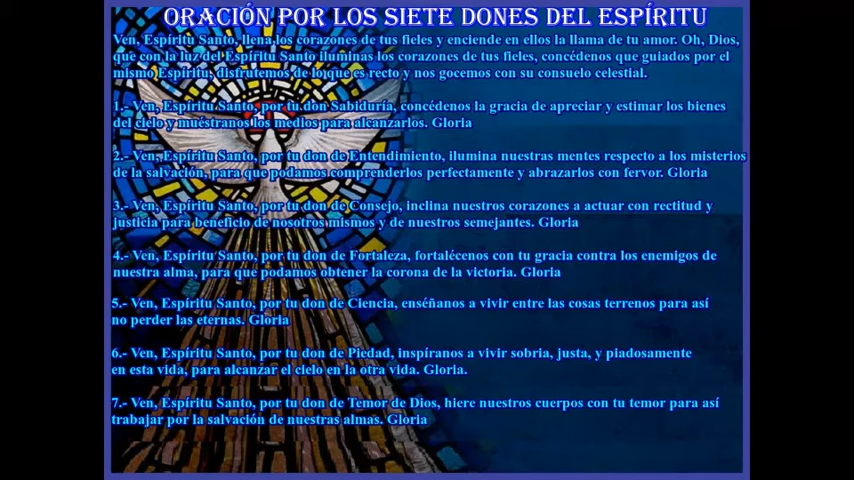 ORACIÓN POR LOS SIETE DONES DEL ESPÍRITU
Ven, Espíritu Santo, llena los corazones de tus fieles y enciende en ellos la llama de tu amor. Oh, Dios,
que con la luz del Espíritu Santo iluminas los corazones de tus fieles, concédenos que guiados por el
mismo Espíritu, disfrutemos de lo que es recto y nos gocemos con su consuelo celestial.
1.- Ven, Espíritu Santo, por tu don Sabiduría, concédenos la gracia de apreciar y estimar los bienes
del cielo y muéstranos los medios para alcanzarlos. Gloria
2.- Ven, Espíritu Santo, por tu don de Entendimiento, ilumina nuestras mentes respecto a los misterios
de la salvación, para que podamos comprenderlos perfectamente y abrazarlos con fervor. Gloria
3.- Ven, Espíritu Santo, por tu don de Consejo, inclina nuestros corazones a actuar con rectitud y
justicia para beneficio de nosotros mismos y de nuestros semejantes. Gloria
4.- Ven, Espíritu Santo, por tu don de Fortaleza, fortalécenos con tu gracia contra los enemigos de
nuestra alma, para que podamos obtener la corona de la victoria. Gloria
5.- Ven, Espíritu Santo, por tu don de Ciencia, enséñanos a vivir entre las cosas terrenos para así
no perder las eternas. Gloria
6.- Ven, Espíritu Santo, por tu don de Piedad, inspíranos a vivir sobria, justa, y piadosamente
en esta vida, para alcanzar el cielo en la otra vida. Gloria.
7.- Ven, Espíritu Santo, por tu don de Temor de Dios, hiere nuestros cuerpos con tu temor para así
trabajar por la salvación de nuestras almas. Gloria